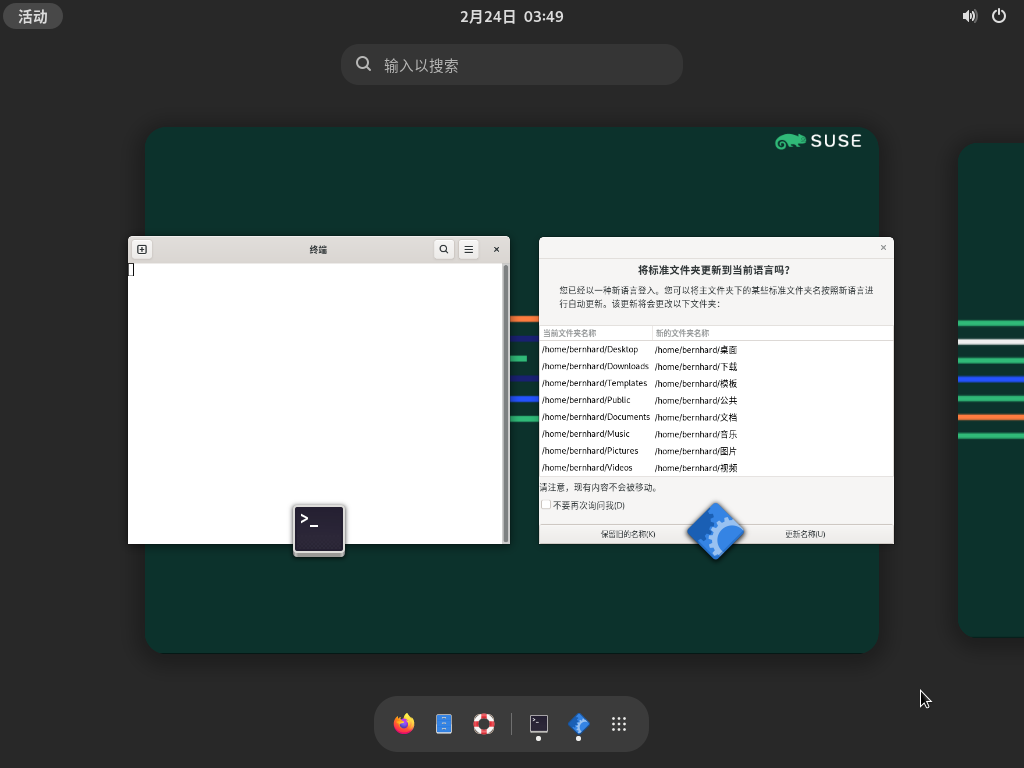 活动
2月24日 03:49
输入以搜索
SUSE
终端
将标准文件夹更新到当前语言吗?
您已经以一种新语言登入。您可以将主文件夹下的某些标准文件夹名按照新语言进
行自动更新。该更新将会更改以下文件夹:
当前文件夹名称 新的文件夹名称
/home/bernhard/Desktop /home/bernhard/桌面
/home/bernhard/Downloads /home/bernhard/下载
/home/bernhard/Templates /home/bernhard/模板
/home/bernhard/Public /home/bernhard/公共
/home/bernhard/Documents /home/bernhard/文档
/home/bernhard/Music /home/bernhard/音乐
/home/bernhard/Pictures /home/bernhard/图片
/home/bernhard/Videos /home/bernhard/视频
请注意，现有内容不会被移动。
不要再次询问我(D)
保留旧的名称(K) 更新名称(U)